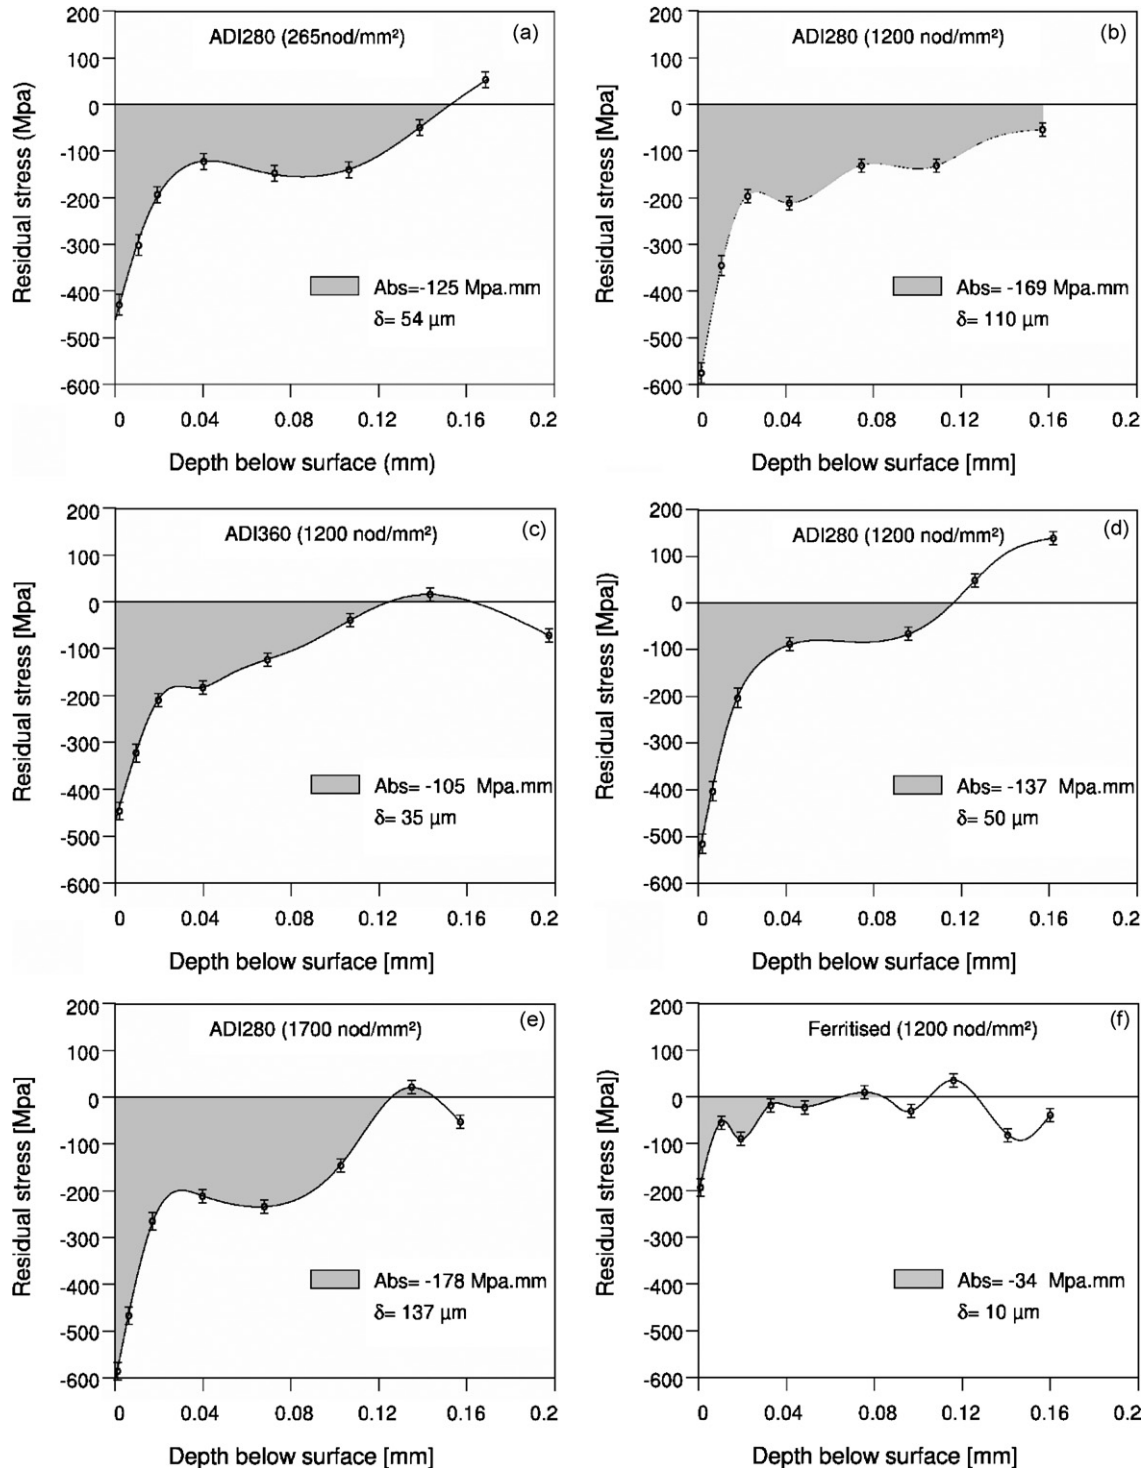 200
100
0
-100
-200
-300
-400
-500
-600
Residual stress (Mpa)
ADI280 (265nod/mm²)
(a)
Abs=-125 Mpa.mm
δ= 54 µm
0 0.04 0.08 0.12 0.16 0.2
Depth below surface (mm)
200
100
0
-100
-200
-300
-400
-500
-600
Residual stress [Mpa]
ADI280 (1200 nod/mm²)
(b)
Abs= -169 Mpa.mm
δ= 110 µm
0 0.04 0.08 0.12 0.16 0.2
Depth below surface [mm]
200
100
0
-100
-200
-300
-400
-500
-600
Residual stress [Mpa]
ADI360 (1200 nod/mm²)
(c)
Abs= -105 Mpa.mm
δ= 35 µm
0 0.04 0.08 0.12 0.16 0.2
Depth below surface [mm]
200
100
0
-100
-200
-300
-400
-500
-600
Residual stress [Mpa])
ADI280 (1200 nod/mm²)
(d)
Abs= -137 Mpa.mm
δ= 50 µm
0 0.04 0.08 0.12 0.16 0.2
Depth below surface [mm]
200
100
0
-100
-200
-300
-400
-500
-600
Residual stress [Mpa]
ADI280 (1700 nod/mm²)
(e)
Abs= -178 Mpa.mm
δ= 137 µm
0 0.04 0.08 0.12 0.16 0.2
Depth below surface [mm]
200
100
0
-100
-200
-300
-400
-500
-600
Residual stress [Mpa])
Ferritised (1200 nod/mm²)
(f)
Abs= -34 Mpa.mm
δ= 10 µm
0 0.04 0.08 0.12 0.16 0.2
Depth below surface [mm]